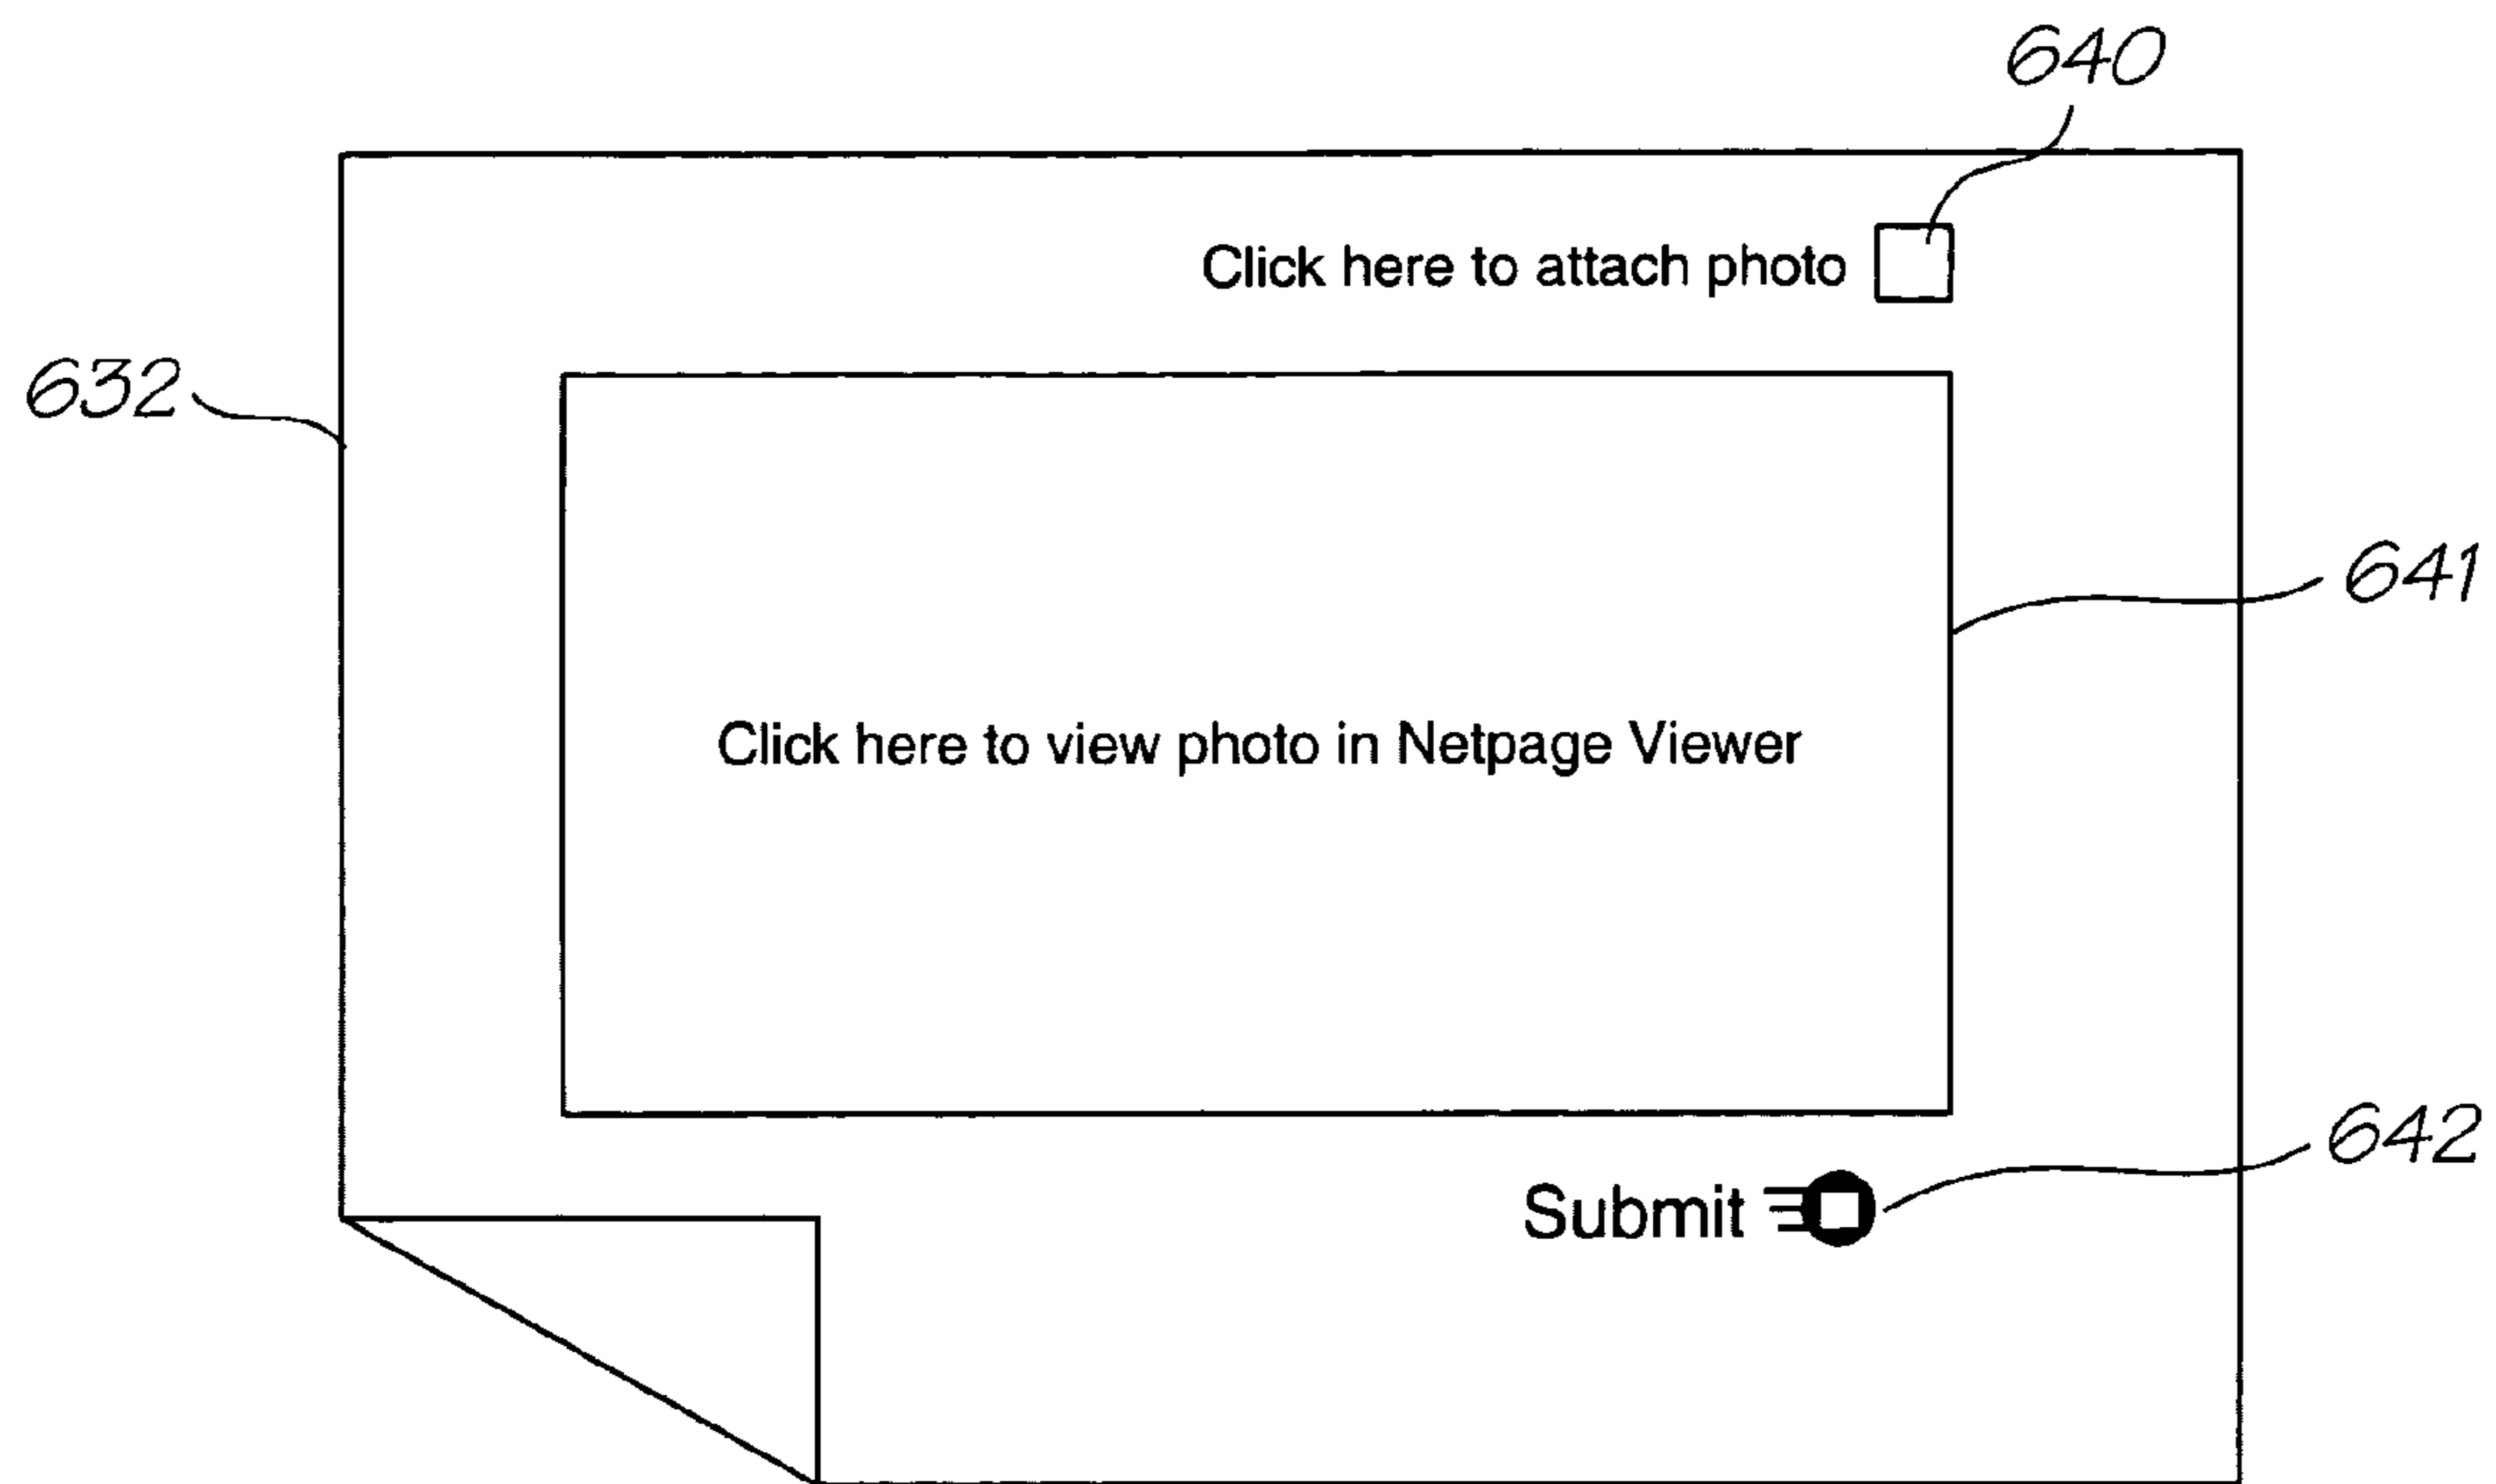 640
Click here to attach photo
632
641
Click here to view photo in Netpage Viewer
642
Submit